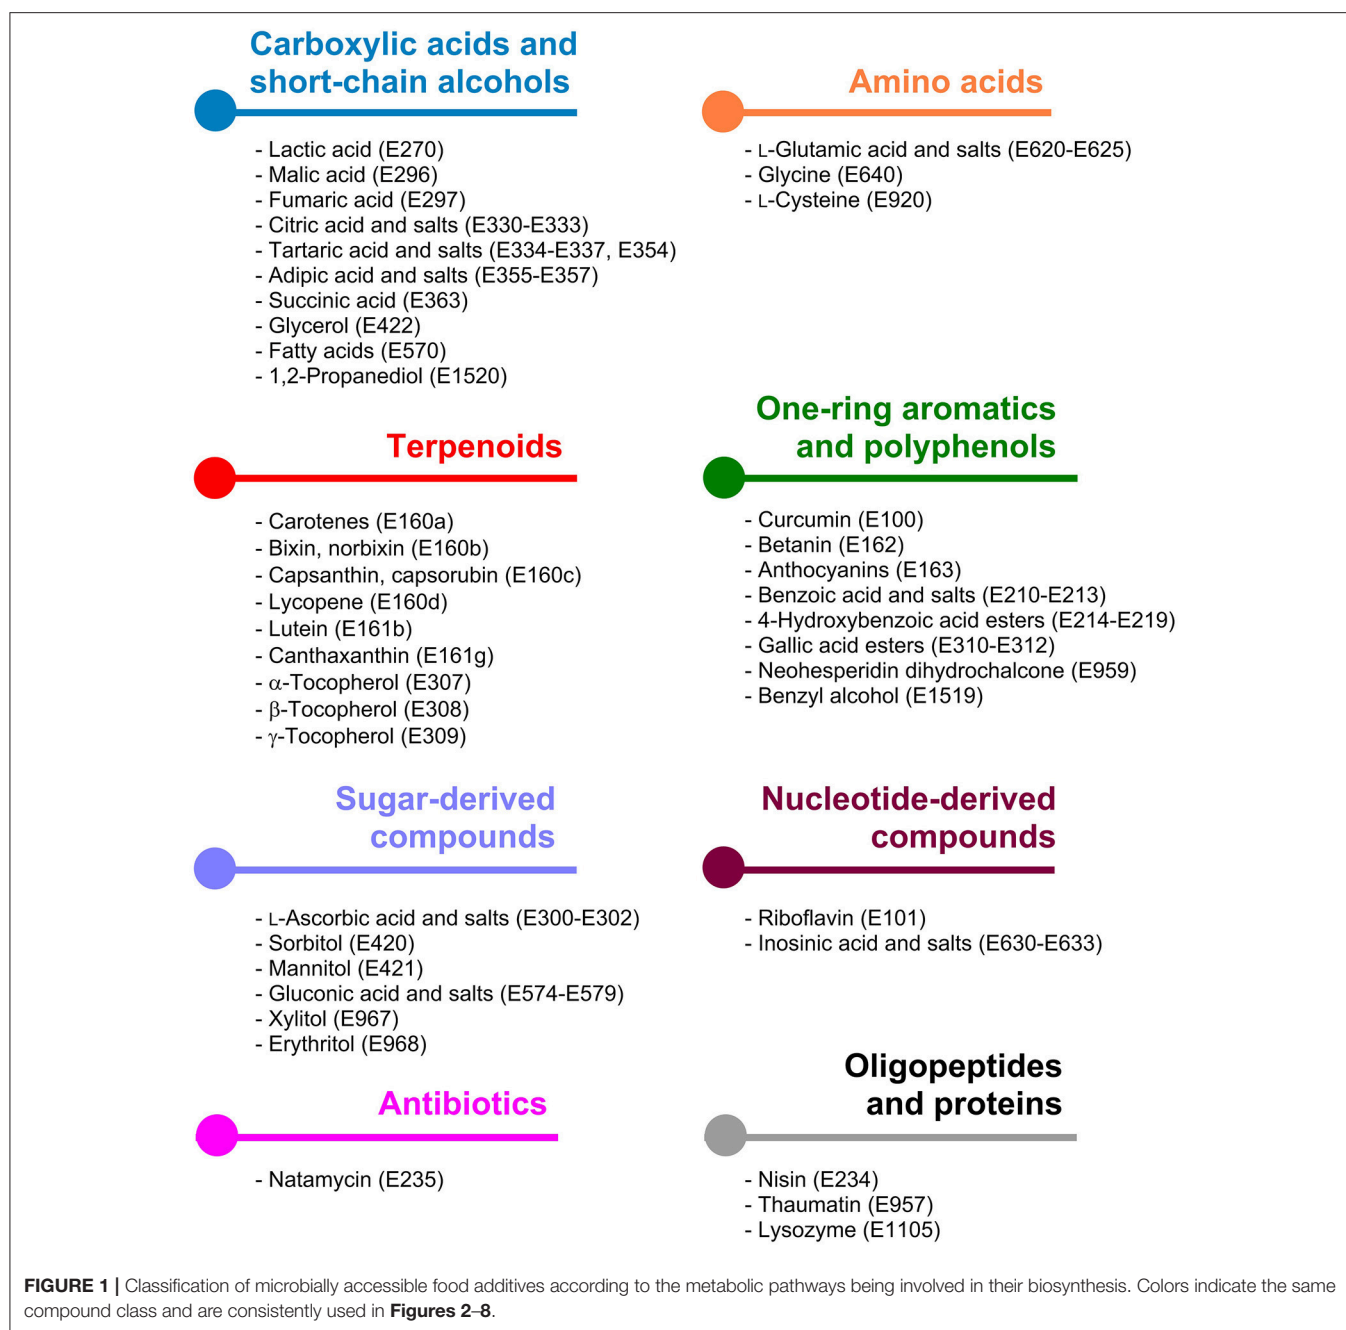 Carboxylic acids and
short-chain alcohols
- Lactic acid (E270)
- Malic acid (E296)
- Fumaric acid (E297)
- Citric acid and salts (E330-E333)
- Tartaric acid and salts (E334-E337, E354)
- Adipic acid and salts (E355-E357)
- Succinic acid (E363)
- Glycerol (E422)
- Fatty acids (E570)
- 1,2-Propanediol (E1520)
Amino acids
- L-Glutamic acid and salts (E620-E625)
- Glycine (E640)
- L-Cysteine (E920)
Terpenoids
- Carotenes (E160a)
- Bixin, norbixin (E160b)
- Capsanthin, capsorubin (E160c)
- Lycopene (E160d)
- Lutein (E161b)
- Canthaxanthin (E161g)
- α-Tocopherol (E307)
- β-Tocopherol (E308)
- γ-Tocopherol (E309)
One-ring aromatics
and polyphenols
- Curcumin (E100)
- Betanin (E162)
- Anthocyanins (E163)
- Benzoic acid and salts (E210-E213)
- 4-Hydroxybenzoic acid esters (E214-E219)
- Gallic acid esters (E310-E312)
- Neohesperidin dihydrochalcone (E959)
- Benzyl alcohol (E1519)
Sugar-derived
compounds
- L-Ascorbic acid and salts (E300-E302)
- Sorbitol (E420)
- Mannitol (E421)
- Gluconic acid and salts (E574-E579)
- Xylitol (E967)
- Erythritol (E968)
Nucleotide-derived
compounds
- Riboflavin (E101)
- Inosinic acid and salts (E630-E633)
Antibiotics
- Natamycin (E235)
Oligopeptides
and proteins
- Nisin (E234)
- Thaumatin (E957)
- Lysozyme (E1105)
FIGURE 1 | Classification of microbially accessible food additives according to the metabolic pathways being involved in their biosynthesis. Colors indicate the same
compound class and are consistently used in Figures 2–8.